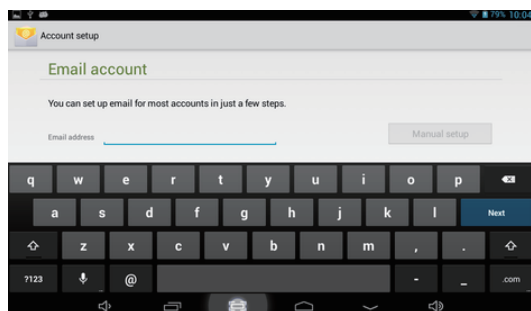 79% 10:04
Account setup
Email account
You can set up email for most accounts in just a few steps.
Email address
Manual setup
q w e r t y u i o p
a s d f g h j k l Next
z x c v b n m , .
?123 @ - _ .com